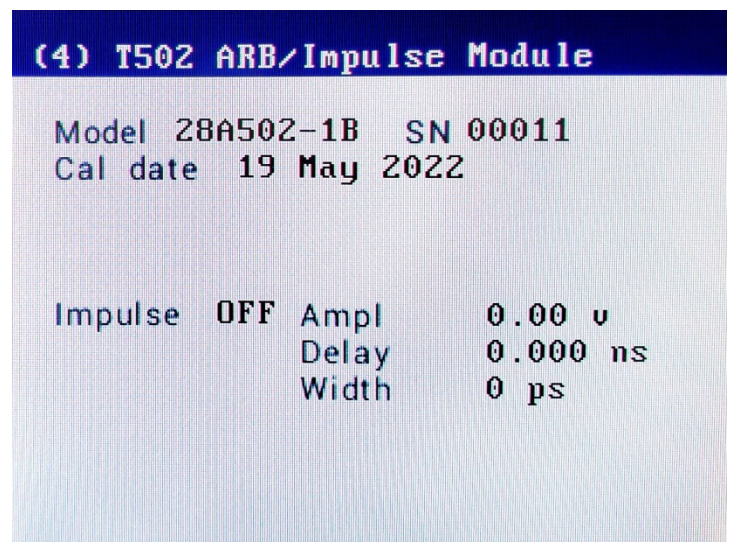 (4) T502 ARB/Impulse Module
Model 28A502-1B SN 00011
Cal date 19 May 2022
Impulse OFF Ampl 0.00 v
Delay 0.000 ns
Width 0 ps